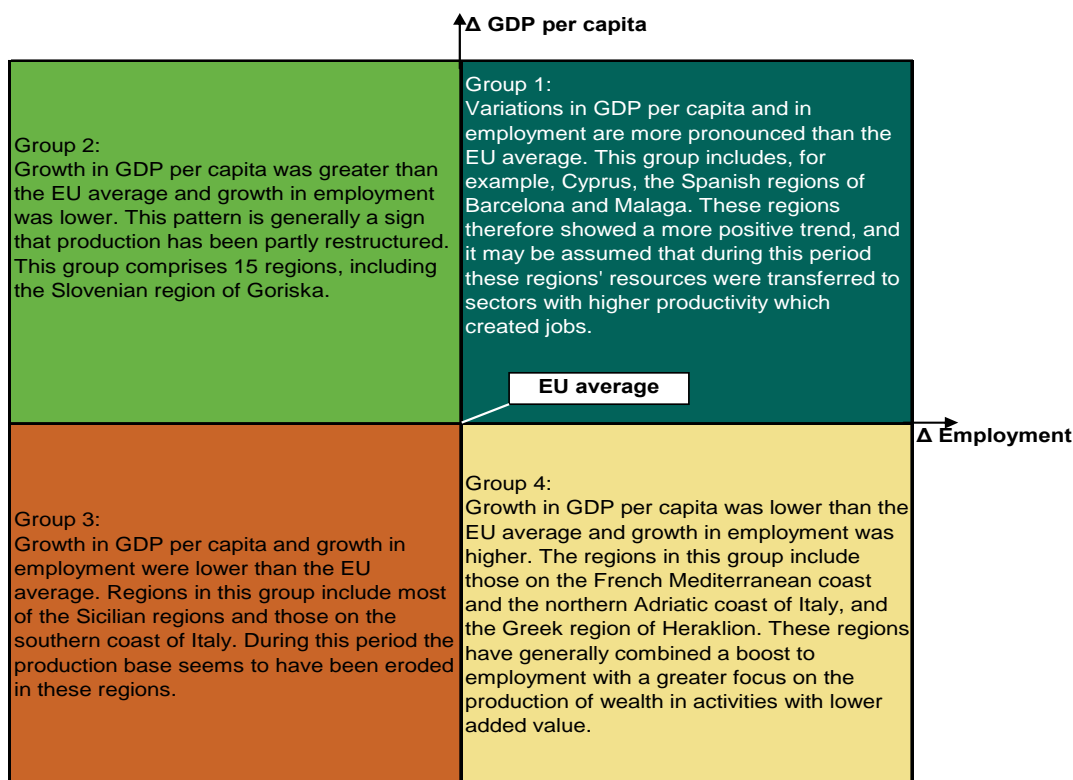 Δ GDP per capita
Group 2:
Growth in GDP per capita was greater than
the EU average and growth in employment
was lower. This pattern is generally a sign
that production has been partly restructured.
This group comprises 15 regions, including
the Slovenian region of Goriska.
Group 1:
Variations in GDP per capita and in
employment are more pronounced than the
EU average. This group includes, for
example, Cyprus, the Spanish regions of
Barcelona and Malaga. These regions
therefore showed a more positive trend, and
it may be assumed that during this period
these regions' resources were transferred to
sectors with higher productivity which
created jobs.
EU average
Δ Employment
Group 3:
Growth in GDP per capita and growth in
employment were lower than the EU
average. Regions in this group include most
of the Sicilian regions and those on the
southern coast of Italy. During this period the
production base seems to have been eroded
in these regions.
Group 4:
Growth in GDP per capita was lower than the
EU average and growth in employment was
higher. The regions in this group include
those on the French Mediterranean coast
and the northern Adriatic coast of Italy, and
the Greek region of Heraklion. These regions
have generally combined a boost to
employment with a greater focus on the
production of wealth in activities with lower
added value.